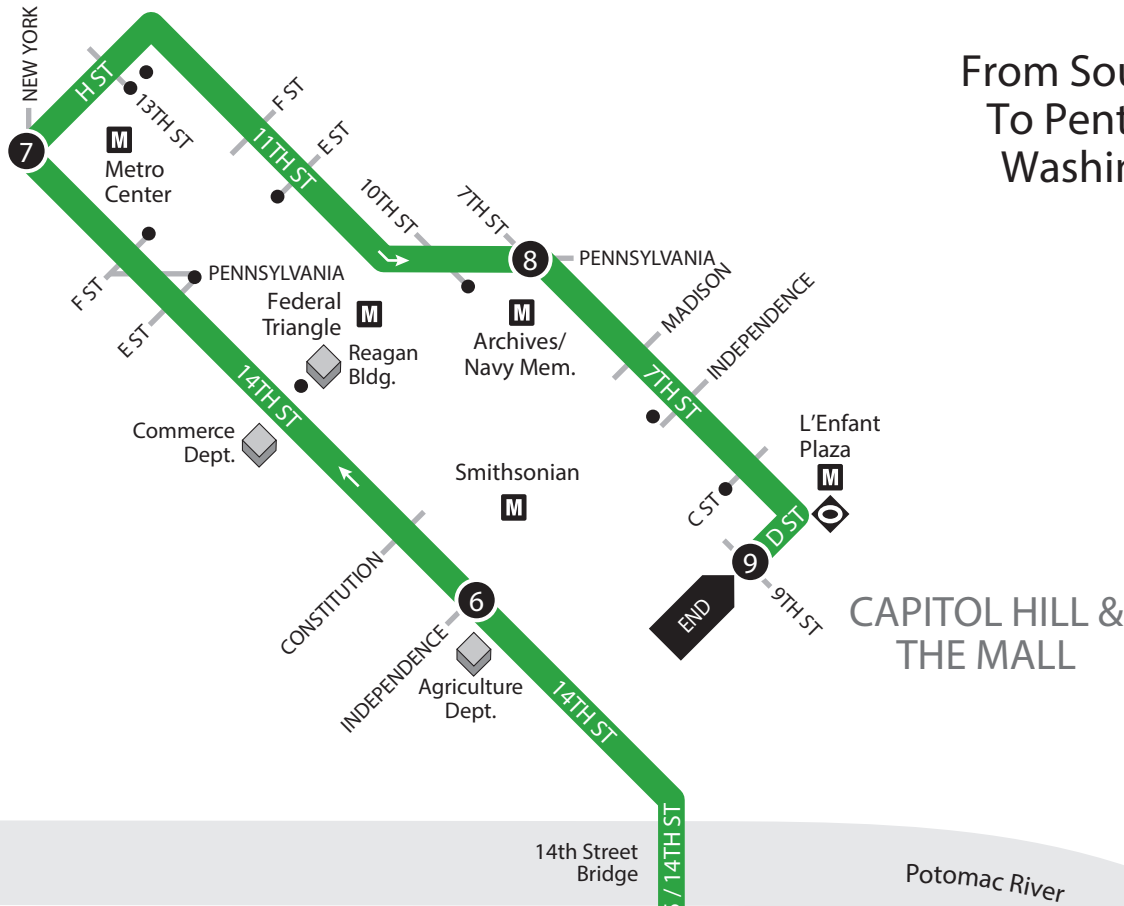 NEW YORK
H ST
13TH ST
7
M
Metro
Center
F ST
11TH ST
E ST
10TH ST
7TH ST
8
PENNSYLVANIA
MADISON
INDEPENDENCE
From Sou
To Pent
Washin
F ST
PENNSYLVANIA
E ST
Federal
Triangle
M
Reagan
Bldg.
M
Archives/
Navy Mem.
7TH ST
14TH ST
Commerce
Dept.
Smithsonian
M
L'Enfant
Plaza
M
C ST
D ST
9
END
9TH ST
CAPITOL HILL &
THE MALL
CONSTITUTION
6
INDEPENDENCE
Agriculture
Dept.
14TH ST
/ 14TH ST
14th Street
Bridge
Potomac River